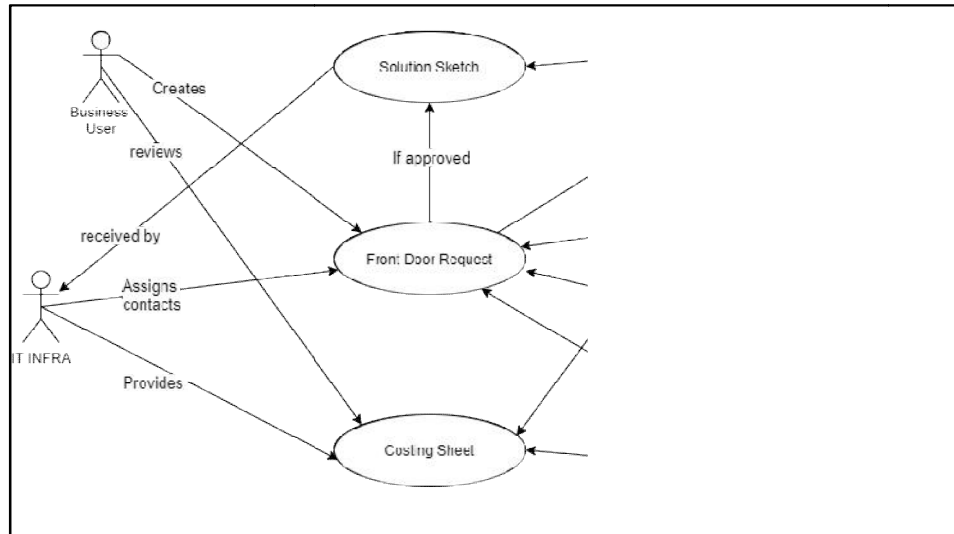 Solution Sketch
Creates
Business
User
reviews
If approved
received by
Front Door Request
Assigns
contacts
IT INFRA
Provides
Costing Sheet